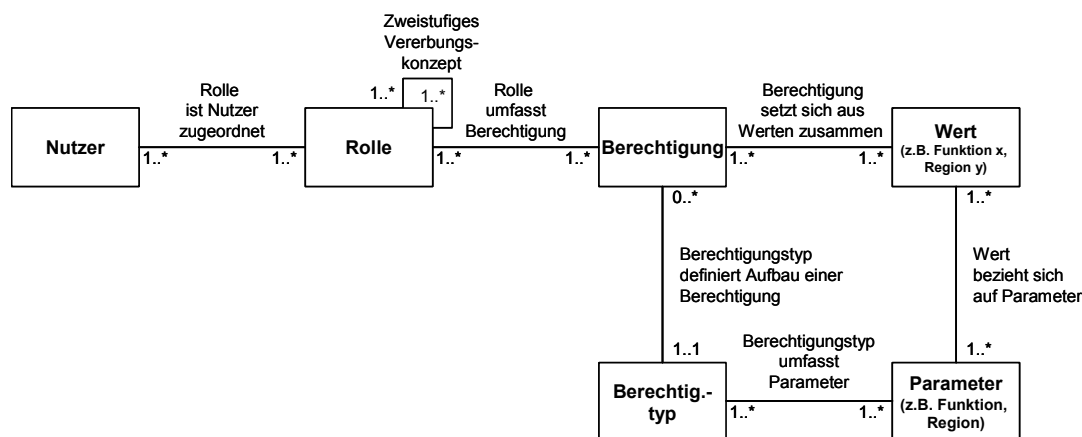 Zweistufiges
Vererbungs-
konzept
1..*
1..*
Rolle
ist Nutzer
zugeordnet
Rolle
umfasst
Berechtigung
Berechtigung
setzt sich aus
Werten zusammen
Nutzer
1..*
1..*
Rolle
1..*
1..*
Berechtigung
1..*
1..*
Wert
(z.B. Funktion x,
Region y)
0..*
1..*
Berechtigungstyp
definiert Aufbau einer
Berechtigung
Wert
bezieht sich
auf Parameter
1..1
1..*
Berechtigungstyp
umfasst
Parameter
Berechtig.-
typ
1..*
1..*
Parameter
(z.B. Funktion,
Region)